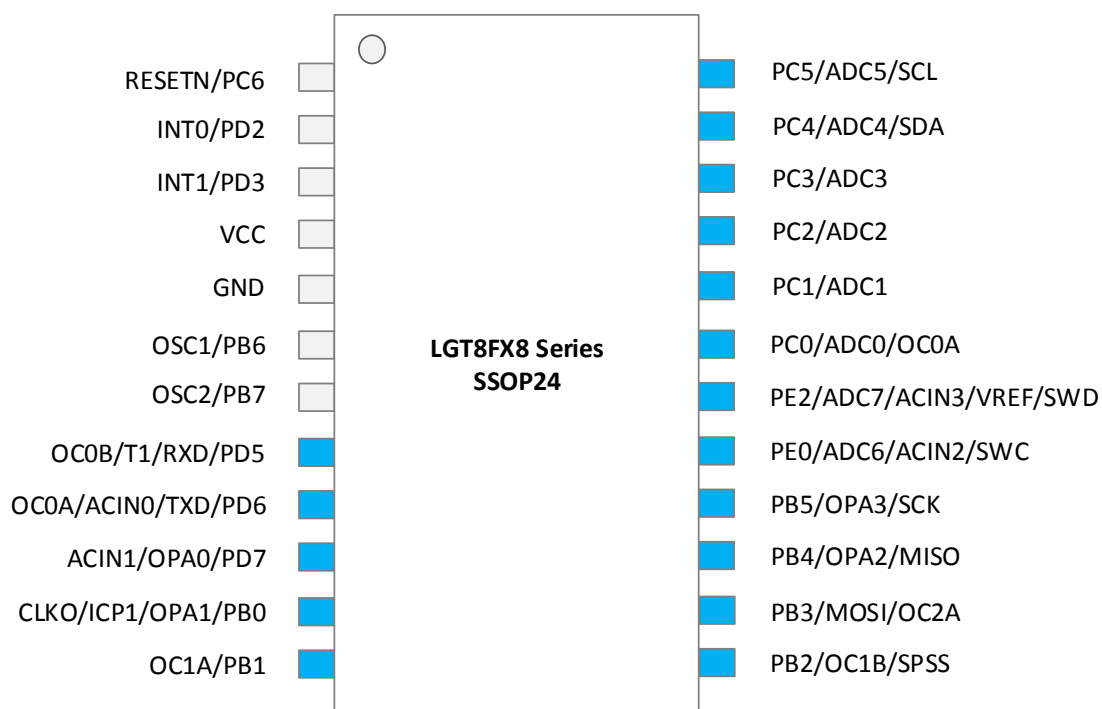 RESETN/PC6
INT0/PD2
INT1/PD3
VCC
GND
OSC1/PB6
OSC2/PB7
OC0B/T1/RXD/PD5
OC0A/ACIN0/TXD/PD6
ACIN1/OPA0/PD7
CLKO/ICP1/OPA1/PB0
OC1A/PB1
LGT8FX8 Series
SSOP24
PC5/ADC5/SCL
PC4/ADC4/SDA
PC3/ADC3
PC2/ADC2
PC1/ADC1
PC0/ADC0/OC0A
PE2/ADC7/ACIN3/VREF/SWD
PE0/ADC6/ACIN2/SWC
PB5/OPA3/SCK
PB4/OPA2/MISO
PB3/MOSI/OC2A
PB2/OC1B/SPSS